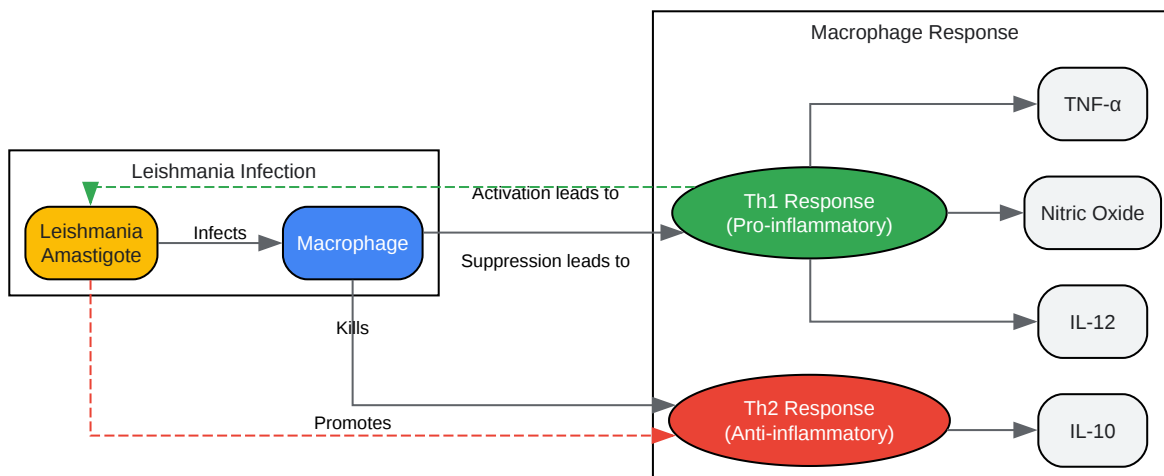 Macrophage Response
TNF-α
Leishmania Infection
Activation leads to
Th1 Response
(Pro-inflammatory)
Nitric Oxide
Leishmania
Amastigote
Infects
Macrophage
Suppression leads to
Kills
IL-12
Promotes
Th2 Response
(Anti-inflammatory)
IL-10